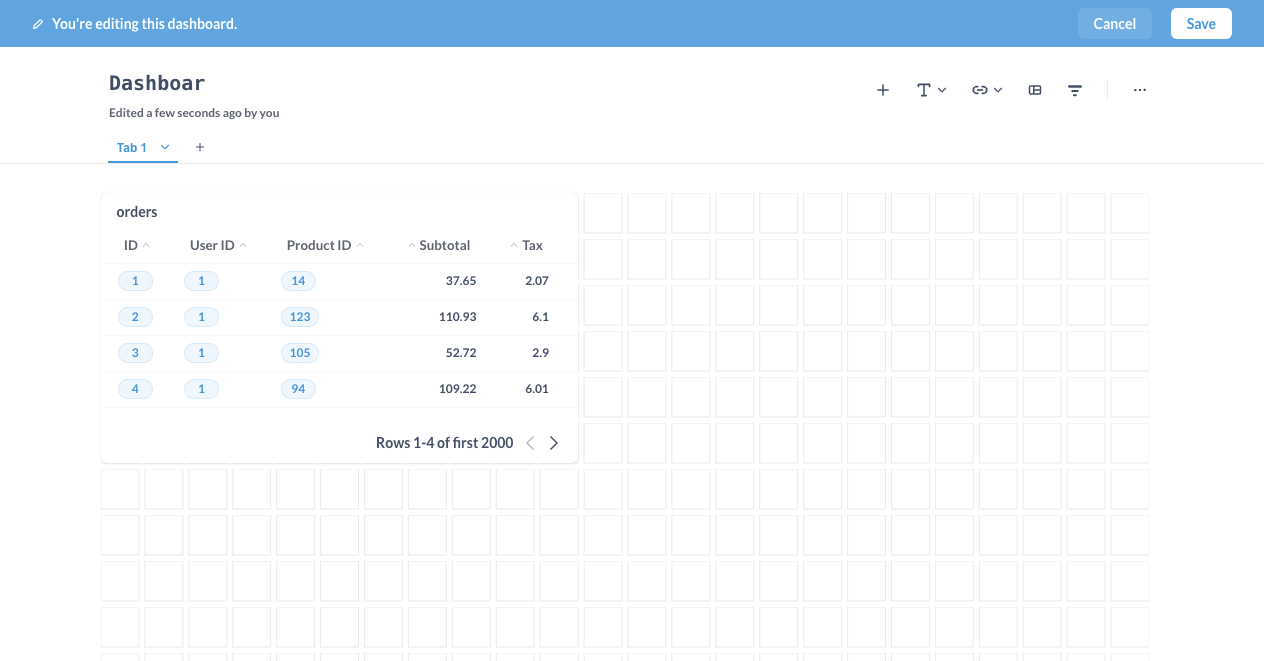 You're editing this dashboard.
Cancel
Save
Dashboar
Edited a few seconds ago by you
Tab 1
orders
ID User ID Product ID Subtotal Tax
1 1 14 37.65 2.07
2 1 123 110.93 6.1
3 1 105 52.72 2.9
4 1 94 109.22 6.01
Rows 1-4 of first 2000